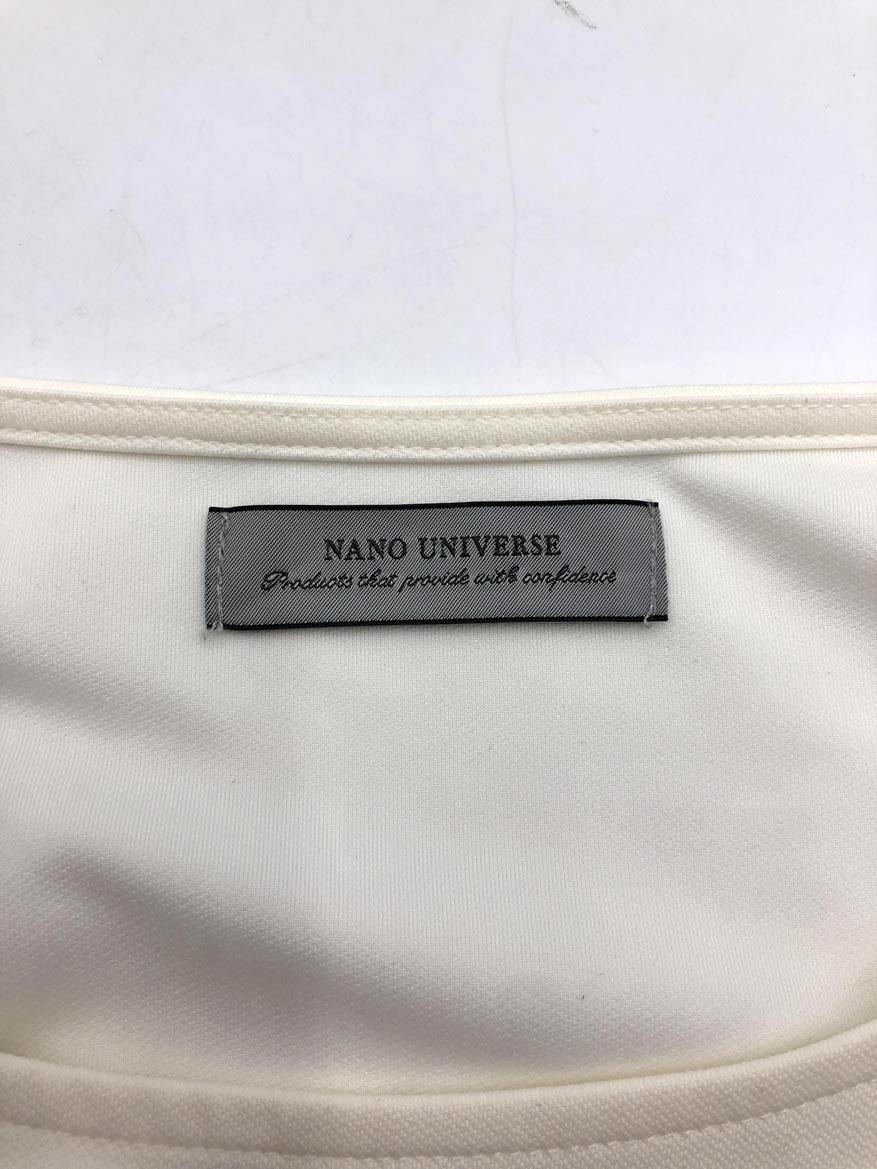 NANO UNIVERSE
Products that provide with confidence